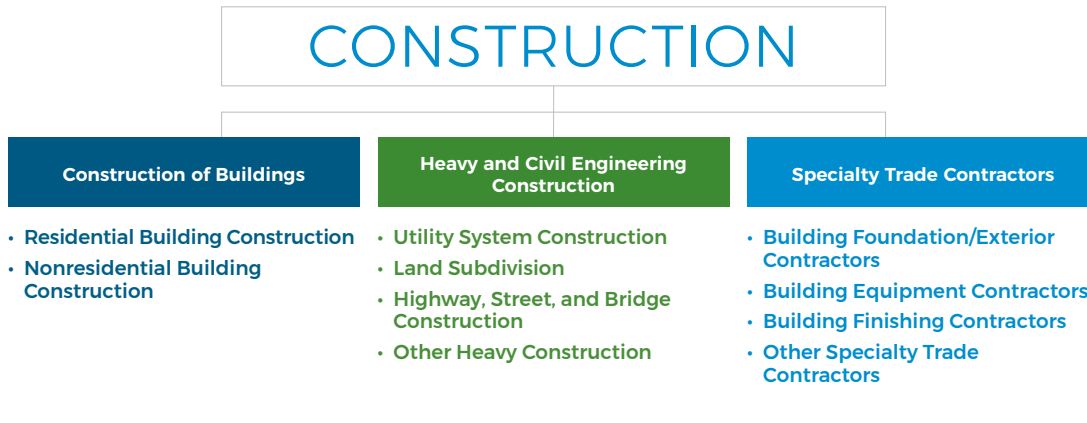 CONSTRUCTION
Construction of Buildings
• Residential Building Construction
• Nonresidential Building
Construction
Heavy and Civil Engineering
Construction
• Utility System Construction
• Land Subdivision
• Highway, Street, and Bridge
Construction
• Other Heavy Construction
Specialty Trade Contractors
• Building Foundation/Exterior
Contractors
• Building Equipment Contractors
• Building Finishing Contractors
• Other Specialty Trade
Contractors